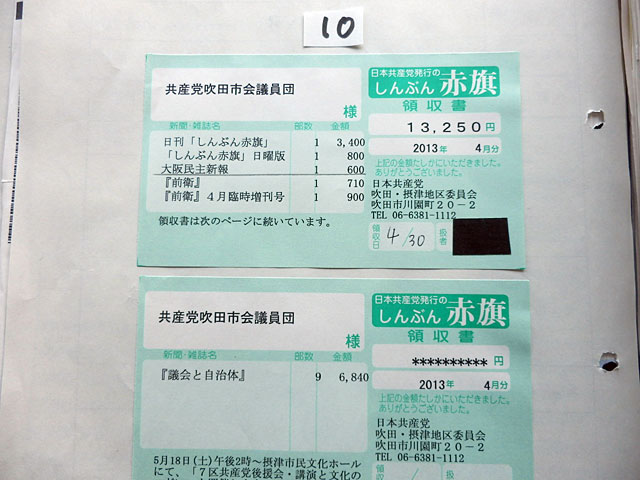 10
共産党吹田市会議員団
様
日本共産党発行の
しんぶん 赤旗
領収書
新聞・雑誌名 部数 金額
13,250円
日刊「しんぶん赤旗」 1 3,400
「しんぶん赤旗」日曜版 1 800
大阪民主新報 1 600
『前衛』 1 710
『前衛』４月臨時増刊号 1 900
領収書は次のページに続いています。
2013年 4月分
上記の金額たしかにいただきました。
ありがとうございました。
日本共産党
吹田・摂津地区委員会
吹田市川園町２０－２
TEL 06-6381-1112
領収日 4/30 扱者
共産党吹田市会議員団
様
日本共産党発行の
しんぶん 赤旗
領収書
新聞・雑誌名 部数 金額
**********円
『議会と自治体』 9 6,840
2013年 4月分
上記の金額たしかにいただきました。
ありがとうございました。
日本共産党
吹田・摂津地区委員会
吹田市川園町２０－２
TEL 06-6381-1112
5月18日(土)午後2時～摂津市民文化ホール
にて、「７区共産党後援会・講演と文化の